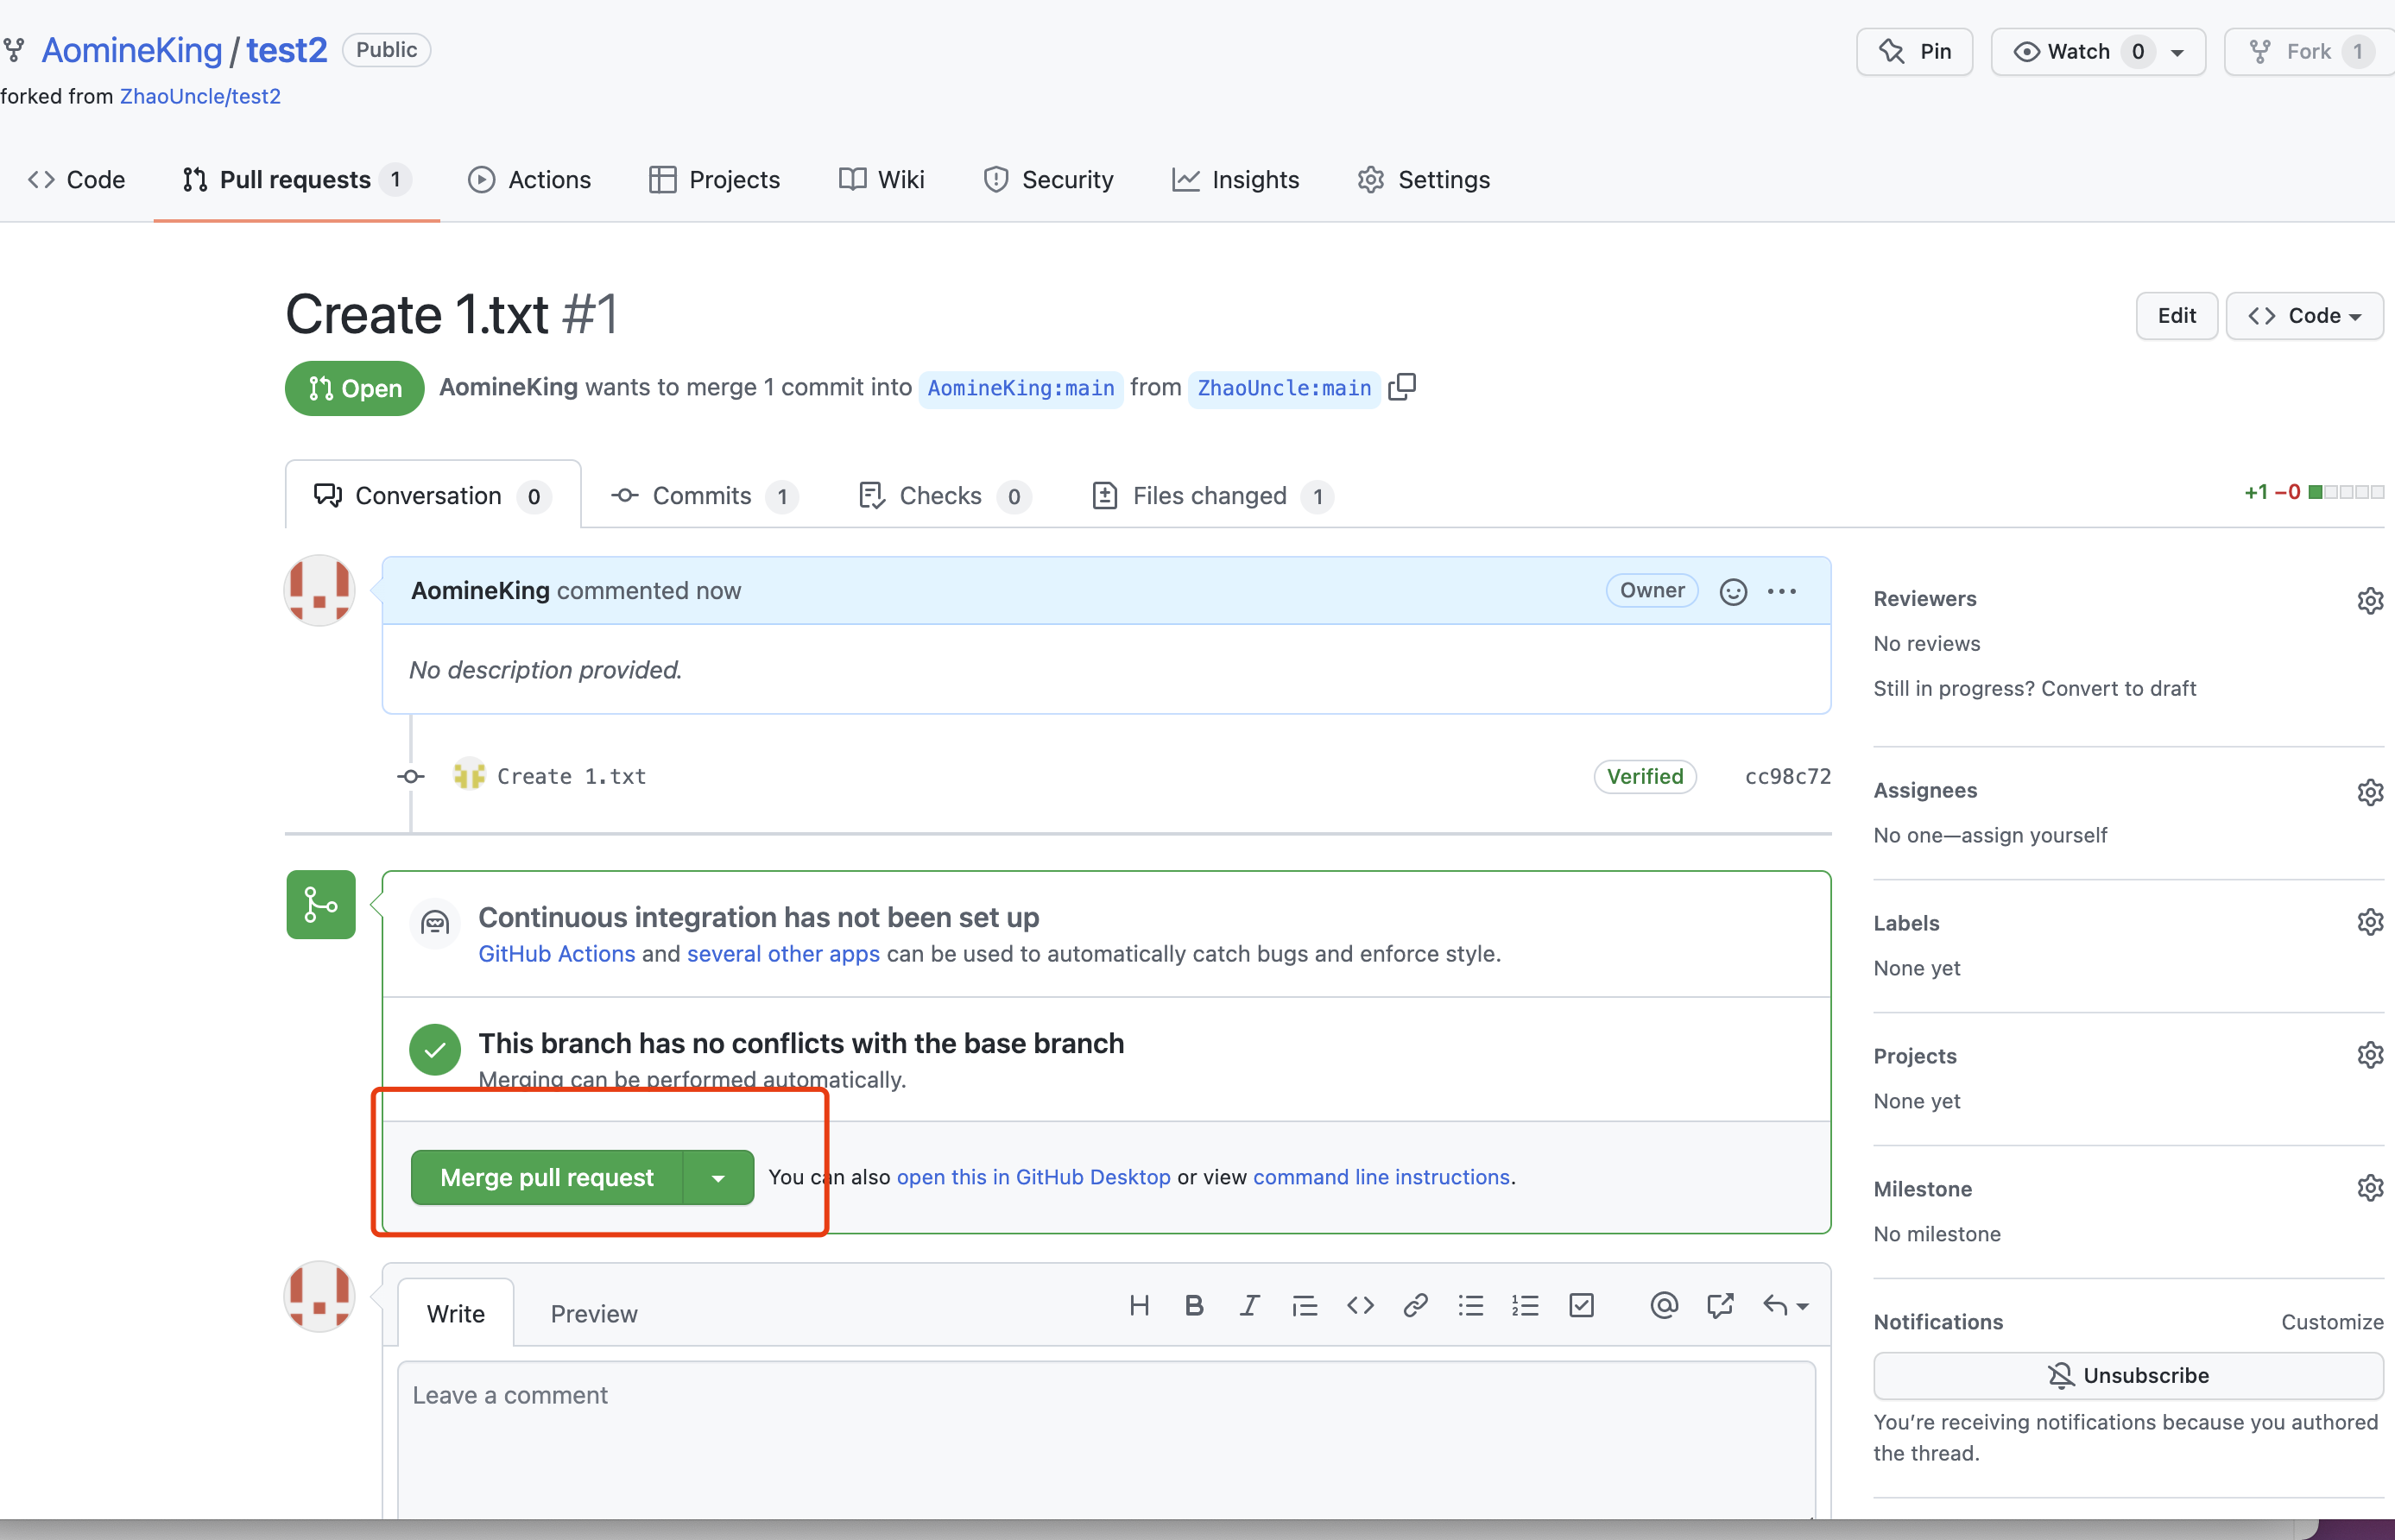 AomineKing / test2 Public
Pin
Watch 0
Fork 1
forked from ZhaoUncle/test2
Code
Pull requests 1
Actions
Projects
Wiki
Security
Insights
Settings
Create 1.txt #1
Edit
Code
Open
AomineKing wants to merge 1 commit into AomineKing:main from ZhaoUncle:main
Conversation 0
Commits 1
Checks 0
Files changed 1
+1 −0
AomineKing commented now
Owner
No description provided.
Create 1.txt
Verified
cc98c72
Continuous integration has not been set up
GitHub Actions and several other apps can be used to automatically catch bugs and enforce style.
This branch has no conflicts with the base branch
Merging can be performed automatically.
Merge pull request
You can also open this in GitHub Desktop or view command line instructions.
Write
Preview
Leave a comment
Reviewers
No reviews
Still in progress? Convert to draft
Assignees
No one—assign yourself
Labels
None yet
Projects
None yet
Milestone
No milestone
Notifications
Customize
Unsubscribe
You're receiving notifications because you authored
the thread.